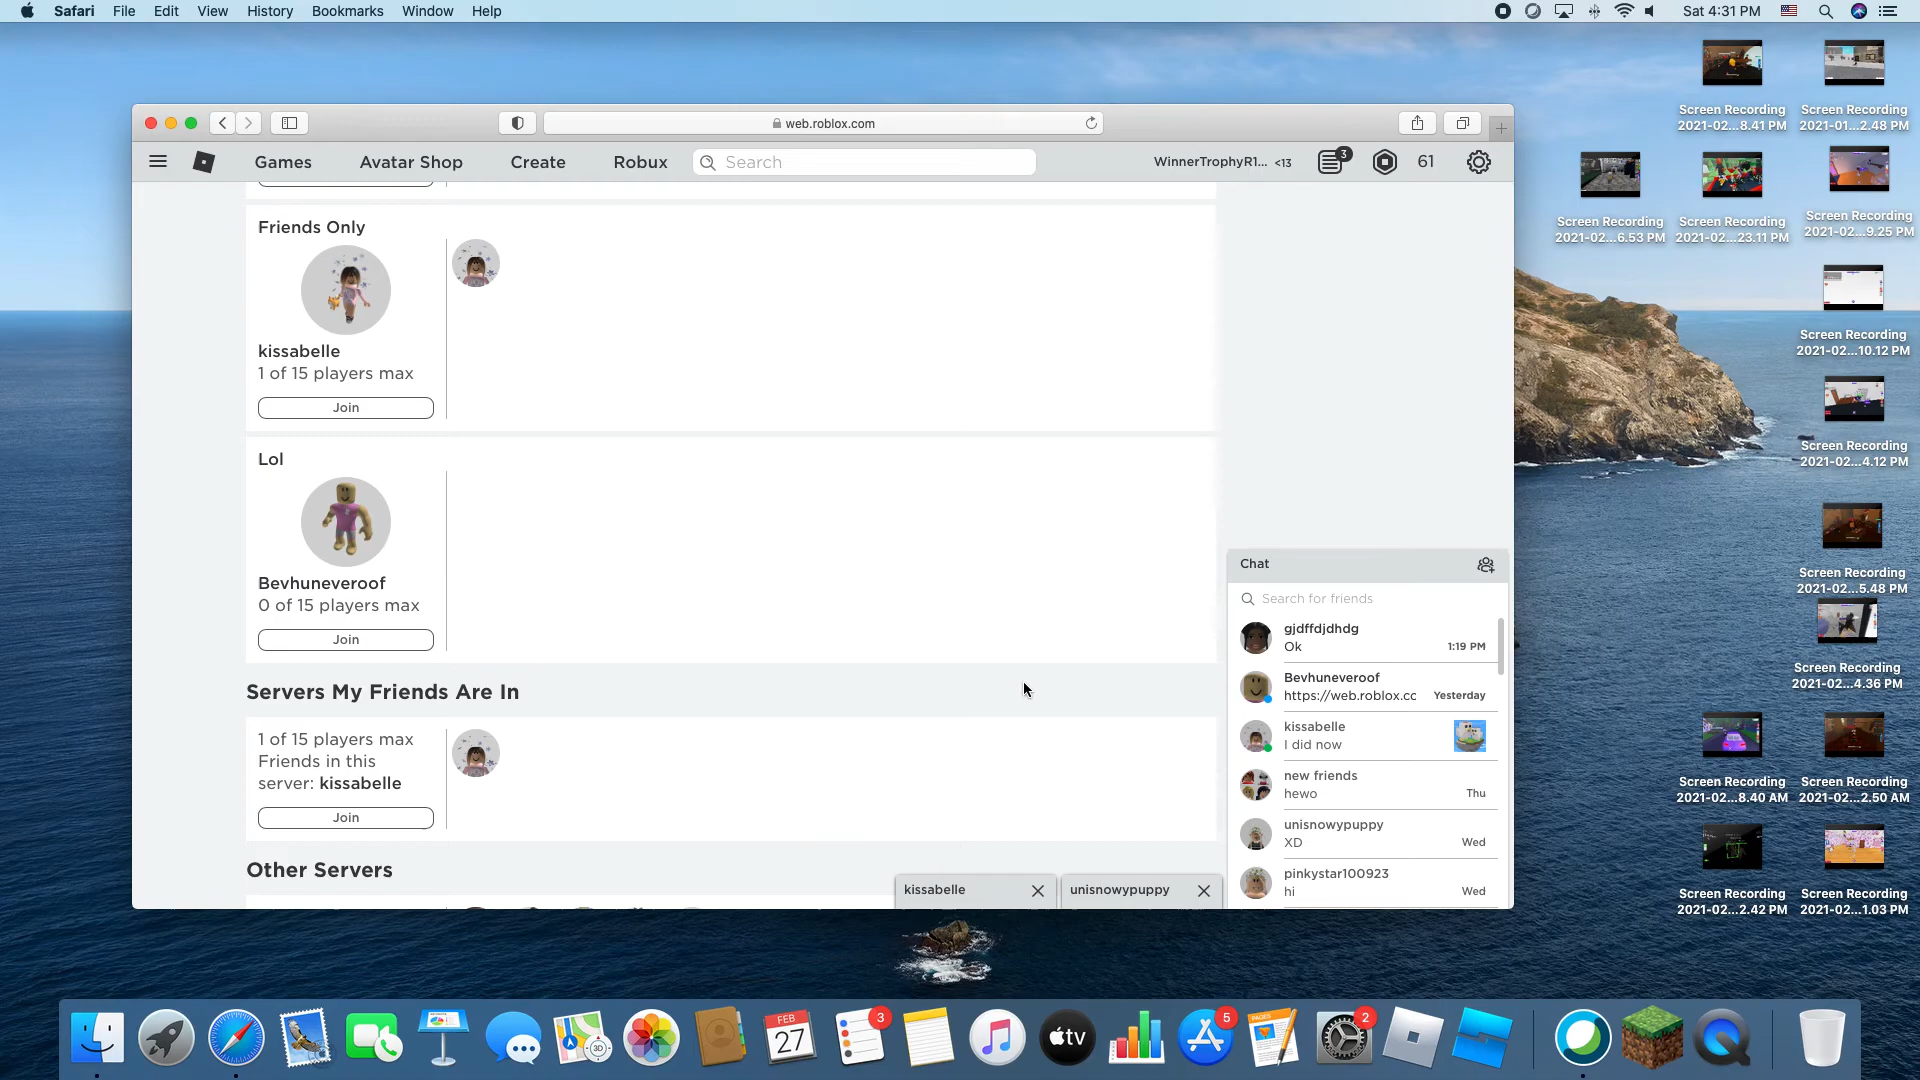 Safari File Edit View History Bookmarks Window Help
Sat 4:31 PM
web.roblox.com
Games Avatar Shop Create Robux Search
WinnerTrophyR1... <13 3 61
Friends Only
kissabelle
1 of 15 players max
Join
Lol
Bevhuneveroof
0 of 15 players max
Join
Servers My Friends Are In
1 of 15 players max
Friends in this
server: kissabelle
Join
Other Servers
kissabelle
unisnowypuppy
Chat
Search for friends
gjdffdjdhdg
Ok 1:19 PM
Bevhuneveroof
https://web.roblox.cc Yesterday
kissabelle
I did now
new friends
hewo Thu
unisnowypuppy
XD Wed
pinkystar100923
hi Wed
Screen Recording
2021-02...8.41 PM
Screen Recording
2021-01...2.48 PM
Screen Recording
2021-02...6.53 PM
Screen Recording
2021-02...23.11 PM
Screen Recording
2021-02...9.25 PM
Screen Recording
2021-02...10.12 PM
Screen Recording
2021-02...4.12 PM
Screen Recording
2021-02...5.48 PM
Screen Recording
2021-02...4.36 PM
Screen Recording
2021-02...8.40 AM
Screen Recording
2021-02...2.50 AM
Screen Recording
2021-02...2.42 PM
Screen Recording
2021-02...1.03 PM
3D
FEB
27
3
tv
5
PAGES
2